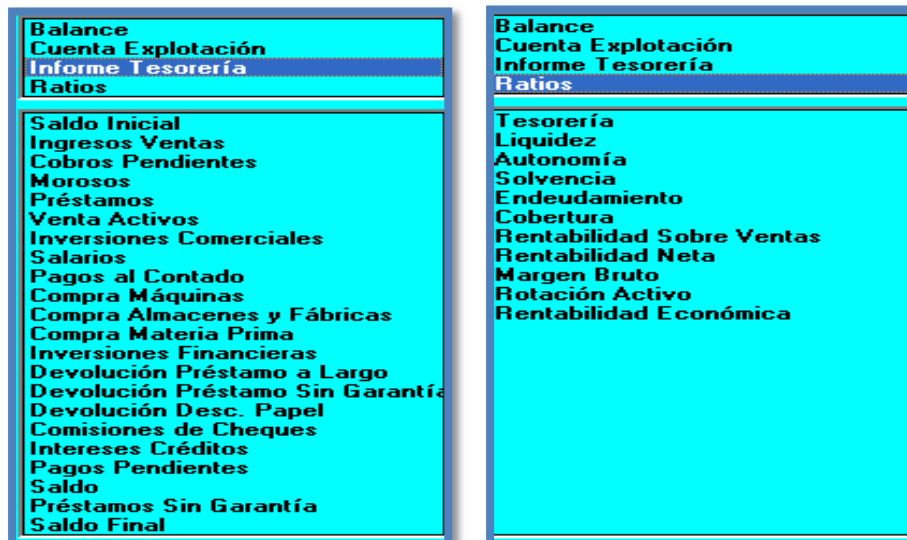 Balance
Cuenta Explotación
Informe Tesorería
Ratios
Saldo Inicial
Ingresos Ventas
Cobros Pendientes
Morosos
Préstamos
Venta Activos
Inversiones Comerciales
Salarios
Pagos al Contado
Compra Máquinas
Compra Almacenes y Fábricas
Compra Materia Prima
Inversiones Financieras
Devolución Préstamo a Largo
Devolución Préstamo Sin Garantía
Devolución Desc. Papel
Comisiones de Cheques
Intereses Créditos
Pagos Pendientes
Saldo
Préstamos Sin Garantía
Saldo Final
Balance
Cuenta Explotación
Informe Tesorería
Ratios
Tesorería
Liquidez
Autonomía
Solvencia
Endeudamiento
Cobertura
Rentabilidad Sobre Ventas
Rentabilidad Neta
Margen Bruto
Rotación Activo
Rentabilidad Económica